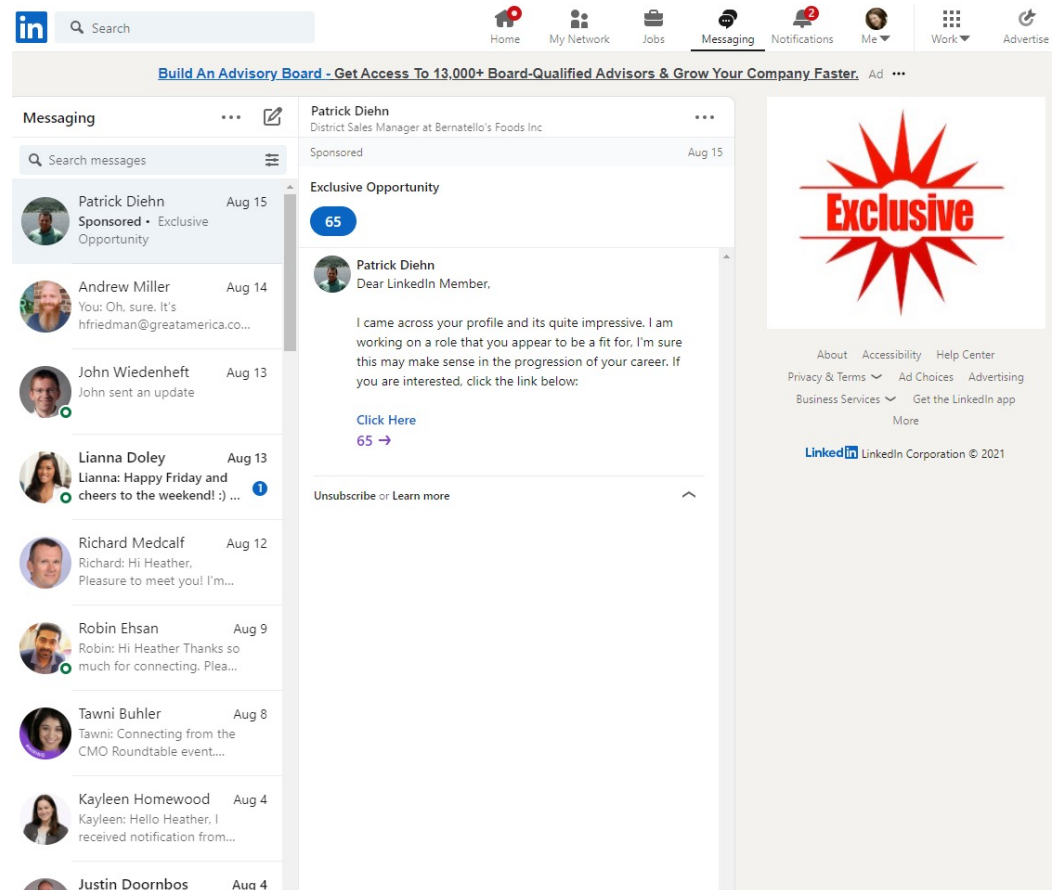 in
Search
Home
My Network
Jobs
Messaging
2
Notifications
Me
Work
Advertise
Build An Advisory Board - Get Access To 13,000+ Board-Qualified Advisors & Grow Your Company Faster. Ad •••
Messaging
Search messages
Patrick Diehn Aug 15
Sponsored • Exclusive
Opportunity
Andrew Miller Aug 14
You: Oh, sure. It's
hfriedman@greatamerica.co...
John Wiedenheft Aug 13
John sent an update
Lianna Doley Aug 13
Lianna: Happy Friday and
cheers to the weekend! :) ... 1
Richard Medcalf Aug 12
Richard: Hi Heather,
Pleasure to meet you! I'm...
Robin Ehsan Aug 9
Robin: Hi Heather Thanks so
much for connecting. Plea...
Tawni Buhler Aug 8
Tawni: Connecting from the
CMO Roundtable event....
Kayleen Homewood Aug 4
Kayleen: Hello Heather, I
received notification from...
Justin Doornbos Aug 4
Patrick Diehn
District Sales Manager at Bernatello's Foods Inc
Sponsored Aug 15
Exclusive Opportunity
65
Patrick Diehn
Dear LinkedIn Member,
I came across your profile and its quite impressive. I am
working on a role that you appear to be a fit for, I'm sure
this may make sense in the progression of your career. If
you are interested, click the link below:
Click Here
65 →
Unsubscribe or Learn more
Exclusive
About Accessibility Help Center
Privacy & Terms Ad Choices Advertising
Business Services Get the LinkedIn app
More
LinkedIn LinkedIn Corporation © 2021